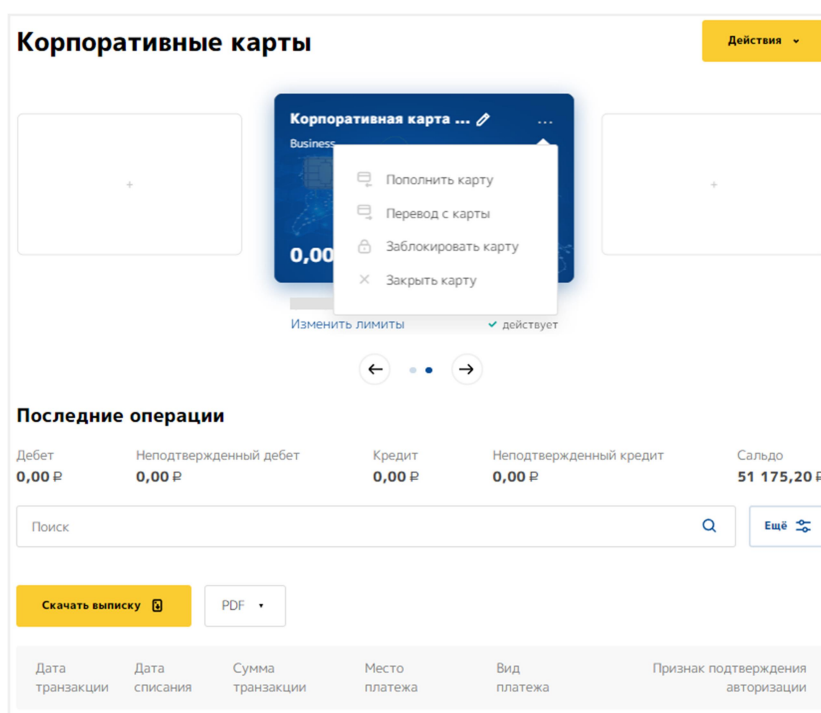 Корпоративные карты
Действия
Корпоративная карта ...
Business
Пополнить карту
Перевод с карты
Заблокировать карту
Закрыть карту
0,00
Изменить лимиты
действует
Последние операции
Дебет
0,00 ₽
Неподтвержденный дебет
0,00 ₽
Кредит
0,00 ₽
Неподтвержденный кредит
0,00 ₽
Сальдо
51 175,20 ₽
Поиск
Ещё
Скачать выписку
PDF
Дата
транзакции
Дата
списания
Сумма
транзакции
Место
платежа
Вид
платежа
Признак подтверждения
авторизации